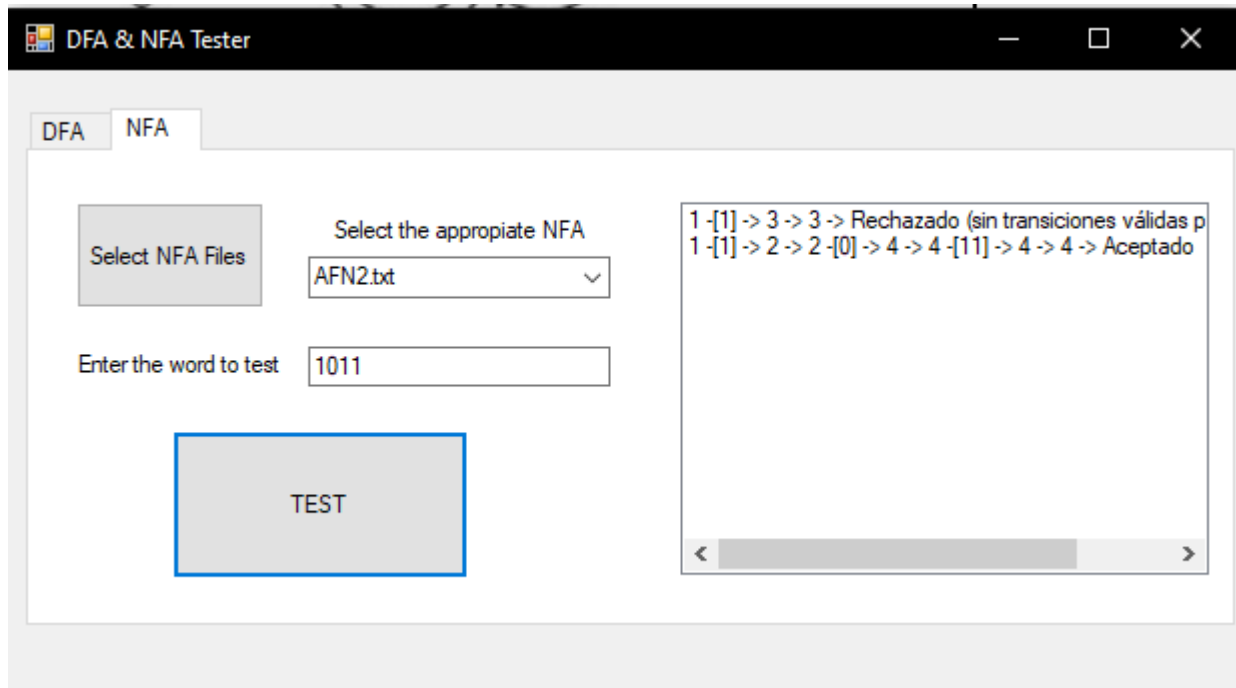 DFA & NFA Tester
DFA
NFA
Select NFA Files
Select the appropiate NFA
AFN2.txt
Enter the word to test
1011
TEST
1 -[1] -> 3 -> 3 -> Rechazado (sin transiciones válidas p
1 -[1] -> 2 -> 2 -[0] -> 4 -> 4 -[11] -> 4 -> 4 -> Aceptado